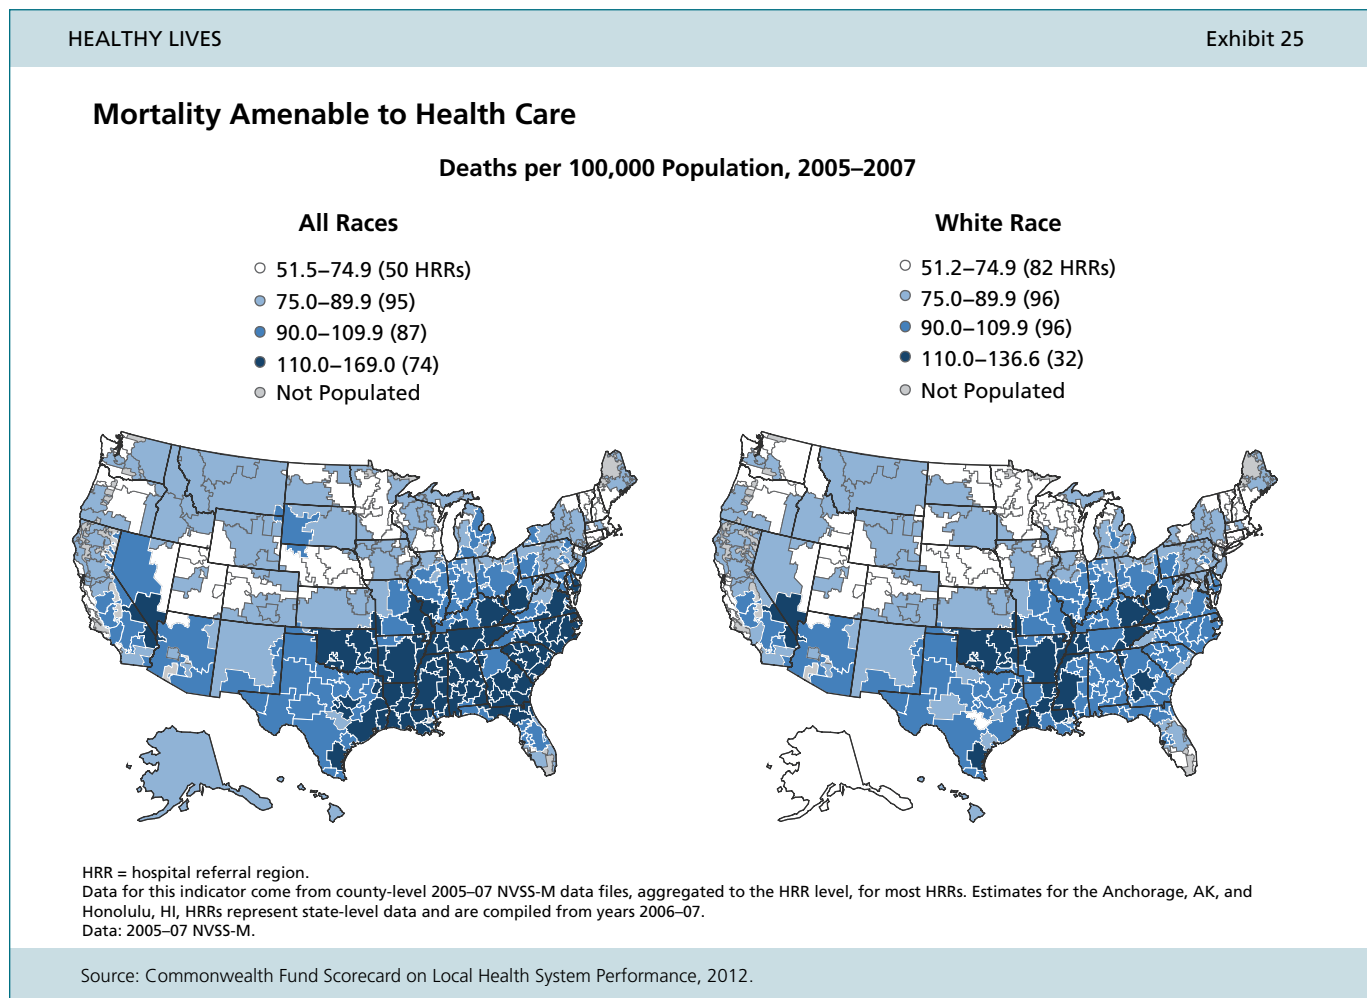 HEALTHY LIVES
Exhibit 25
Mortality Amenable to Health Care
Deaths per 100,000 Population, 2005–2007
All Races
51.5–74.9 (50 HRRs)
75.0–89.9 (95)
90.0–109.9 (87)
110.0–169.0 (74)
Not Populated
White Race
51.2–74.9 (82 HRRs)
75.0–89.9 (96)
90.0–109.9 (96)
110.0–136.6 (32)
Not Populated
HRR = hospital referral region.
Data for this indicator come from county-level 2005–07 NVSS-M data files, aggregated to the HRR level, for most HRRs. Estimates for the Anchorage, AK, and
Honolulu, HI, HRRs represent state-level data and are compiled from years 2006–07.
Data: 2005–07 NVSS-M.
Source: Commonwealth Fund Scorecard on Local Health System Performance, 2012.